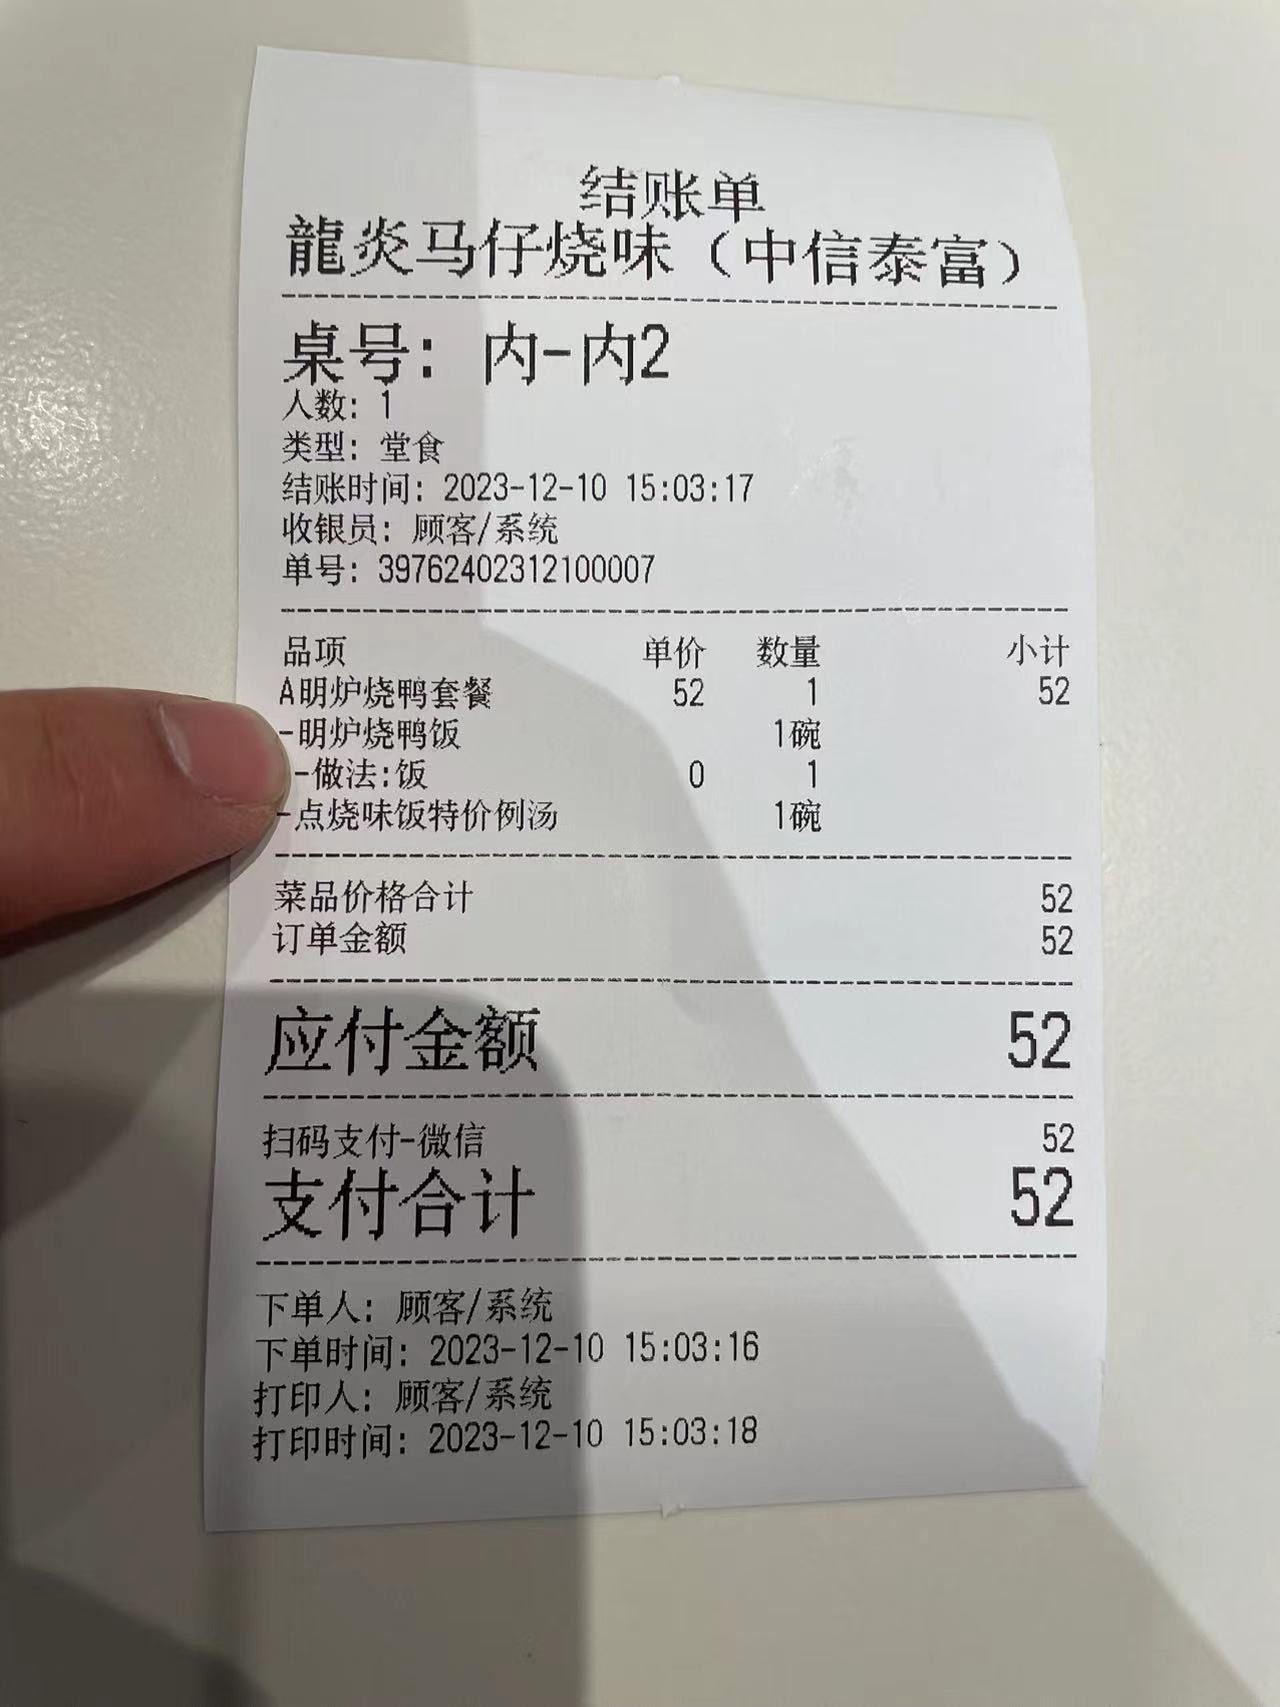 结账单
龍炎马仔烧味（中信泰富）
桌号：内-内2
人数：1
类型：堂食
结账时间：2023-12-10 15:03:17
收银员：顾客/系统
单号：39762402312100007
品项 单价 数量 小计
A明炉烧鸭套餐 52 1 52
-明炉烧鸭饭 1碗
-做法:饭 0 1
-点烧味饭特价例汤 1碗
菜品价格合计 52
订单金额 52
应付金额 52
扫码支付-微信 52
支付合计 52
下单人：顾客/系统
下单时间：2023-12-10 15:03:16
打印人：顾客/系统
打印时间：2023-12-10 15:03:18